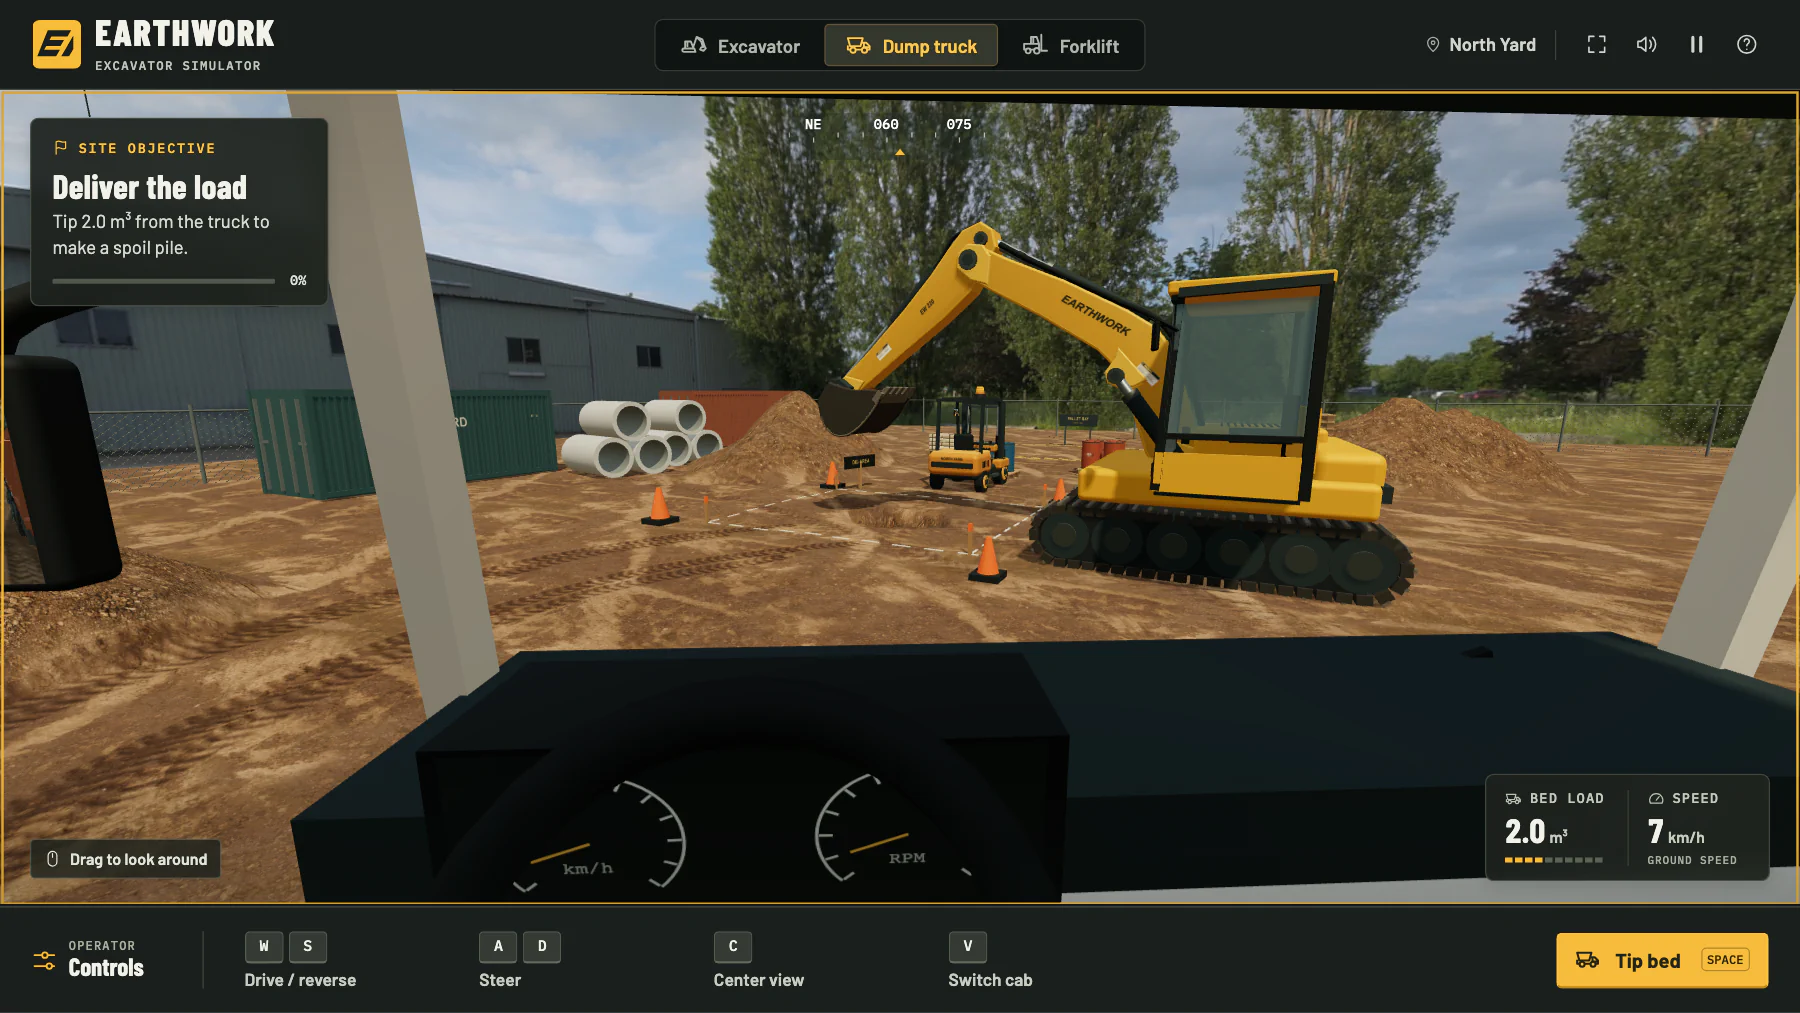 EARTHWORK
EXCAVATOR SIMULATOR
Excavator
Dump truck
Forklift
North Yard
NE 060 075
SITE OBJECTIVE
Deliver the load
Tip 2.0 m³ from the truck to
make a spoil pile.
0%
EARTHWORK
RD
km/h
RPM
Drag to look around
BED LOAD
2.0 m³
SPEED
7 km/h
GROUND SPEED
OPERATOR
Controls
W S
Drive / reverse
A D
Steer
C
Center view
V
Switch cab
Tip bed SPACE